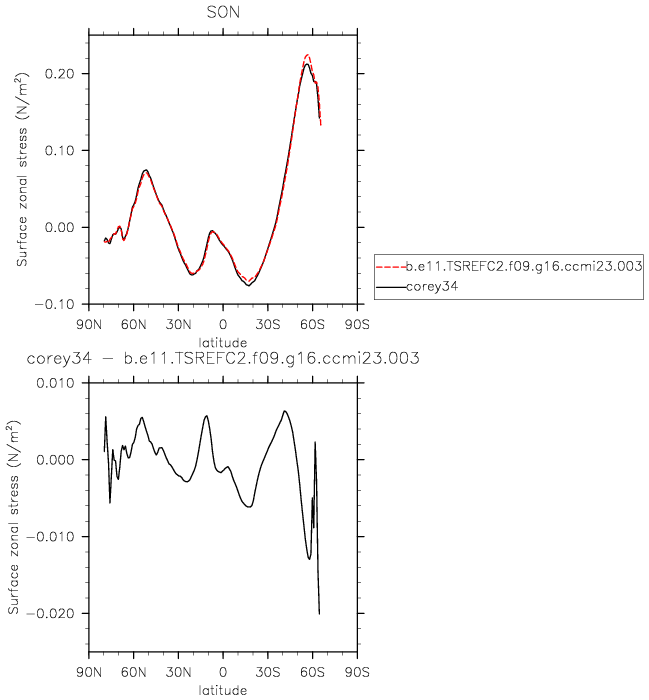 SON
Surface zonal stress (N/m²)
0.20
0.10
0.00
−0.10
90N 60N 30N 0 30S 60S 90S
latitude
b.e11.TSREFC2.f09.g16.ccmi23.003
corey34
corey34 − b.e11.TSREFC2.f09.g16.ccmi23.003
Surface zonal stress (N/m²)
0.010
0.000
−0.010
−0.020
90N 60N 30N 0 30S 60S 90S
latitude